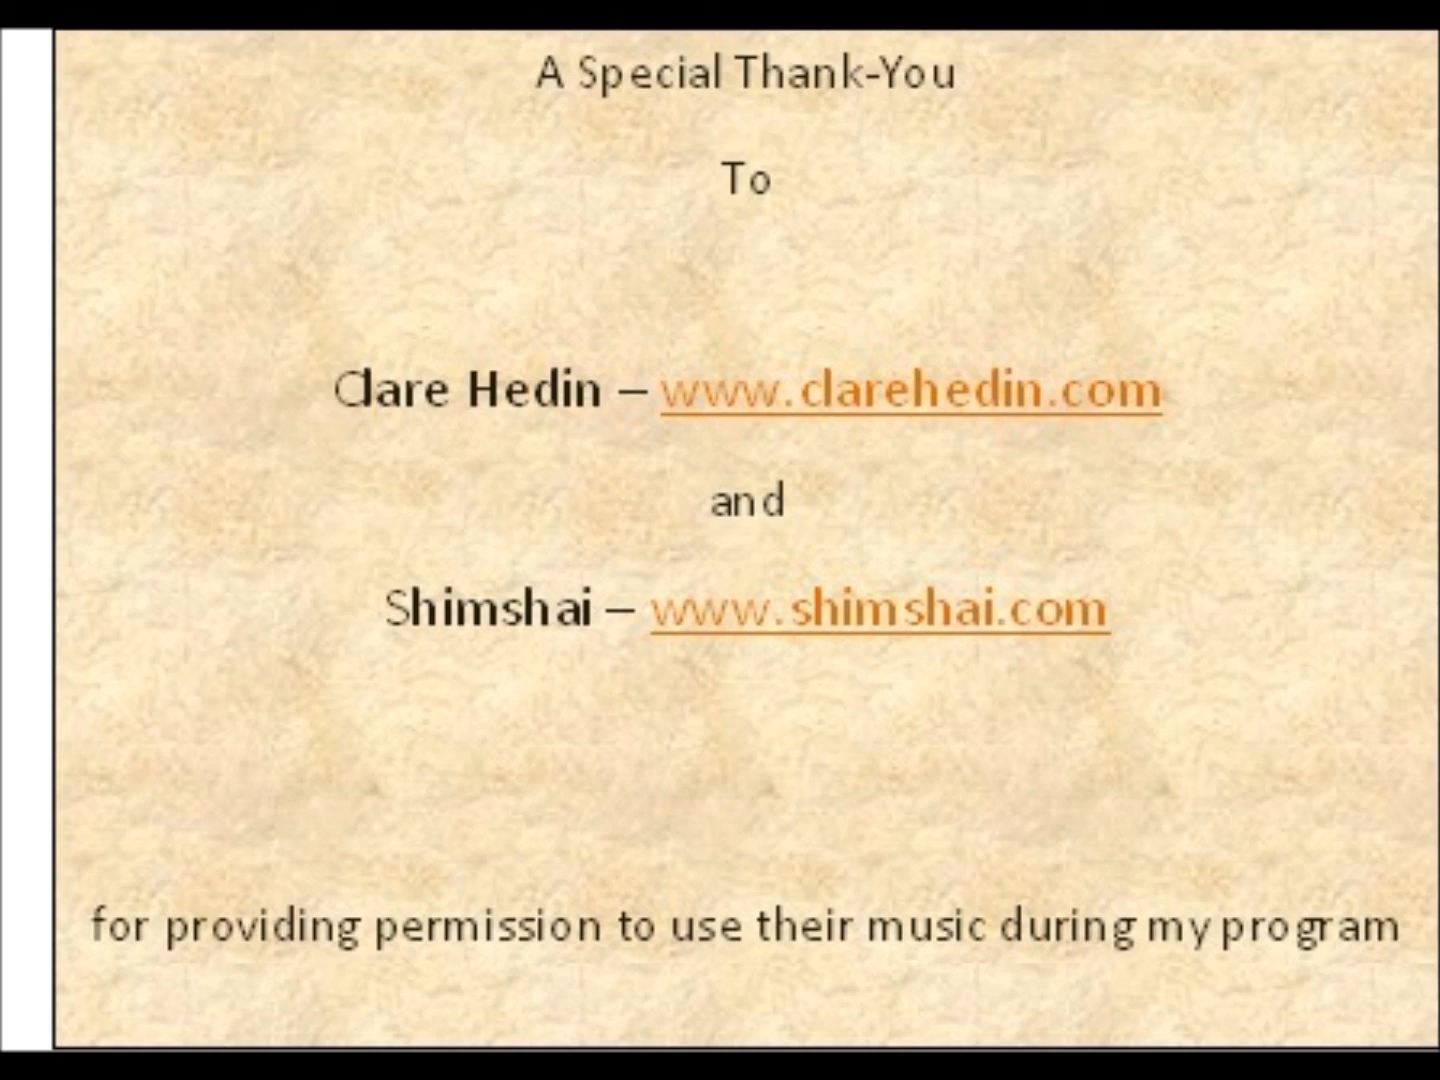 A Special Thank-You
To
Clare Hedin – www.clarehedin.com
and
Shimshai – www.shimshai.com
for providing permission to use their music during my program